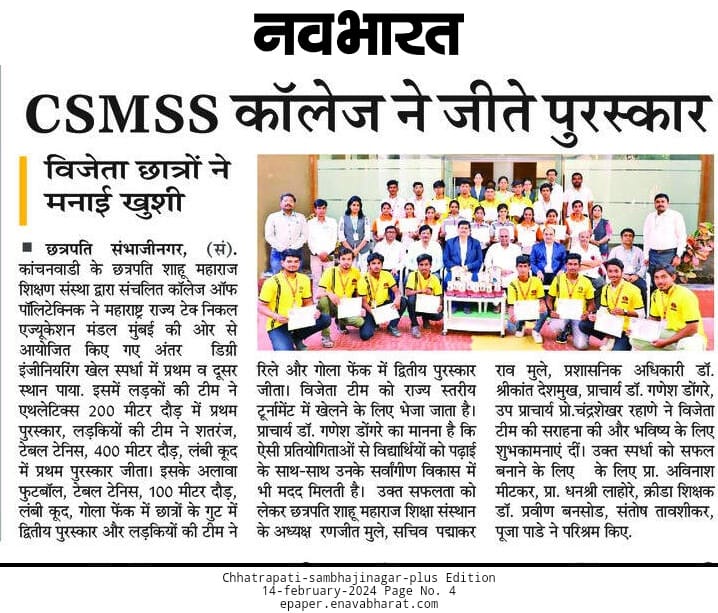 नवभारत
CSMSS कॉलेज ने जीते पुरस्कार
विजेता छात्रों ने
मनाई खुशी
■ छत्रपति संभाजीनगर, (सं).
कांचनवाडी के छत्रपति शाहू महाराज
शिक्षण संस्था द्वारा संचलित कॉलेज ऑफ
पॉलिटेक्निक ने महाराष्ट्र राज्य टेव निकल
एज्यूकेशन मंडल मुंबई की ओर से
आयोजित किए गए अंतर डिग्री
इंजीनियरिंग खेल स्पर्धा में प्रथम व दूसर
स्थान पाया. इसमें लड़कों की टीम ने
एथलेटिक्स 200 मीटर दौड़ में प्रथम
पुरस्कार, लड़कियों की टीम ने शतरंज,
टेबल टेनिस, 400 मीटर दौड़, लंबी कूद
में प्रथम पुरस्कार जीता। इसके अलावा
फुटबॉल, टेबल टेनिस, 100 मीटर दौड़,
लंबी कूद, गोला फेंक में छात्रों के गुट में
द्वितीय पुरस्कार और लड़कियों की टीम ने
रिले और गोला फेंक में द्वितीय पुरस्कार
जीता। विजेता टीम को राज्य स्तरीय
टूर्नामेंट में खेलने के लिए भेजा जाता है।
प्राचार्य डॉ. गणेश डोंगरे का मानना है कि
ऐसी प्रतियोगिताओं से विद्यार्थियों को पढ़ाई
के साथ-साथ उनके सर्वांगीण विकास में
भी मदद मिलती है। उक्त सफलता को
लेकर छत्रपति शाहू महाराज शिक्षा संस्थान
के अध्यक्ष रणजीत मुले, सचिव पद्माकर
राव मुले, प्रशासनिक अधिकारी डॉ.
श्रीकांत देशमुख, प्राचार्य डॉ. गणेश डोंगरे,
उप प्राचार्य प्रो.चंद्रशेखर रहाणे ने विजेता
टीम की सराहना की और भविष्य के लिए
शुभकामनाएं दीं। उक्त स्पर्धा को सफल
बनाने के लिए के लिए प्रा. अविनाश
मीटकर, प्रा. धनश्री लाहोरे, क्रीडा शिक्षक
डॉ. प्रवीण बनसोड, संतोष तावशीकर,
पूजा पाडे ने परिश्रम किए.
Chhatrapati-sambhajinagar-plus Edition
14-february-2024 Page No. 4
epaper.enavabharat.com